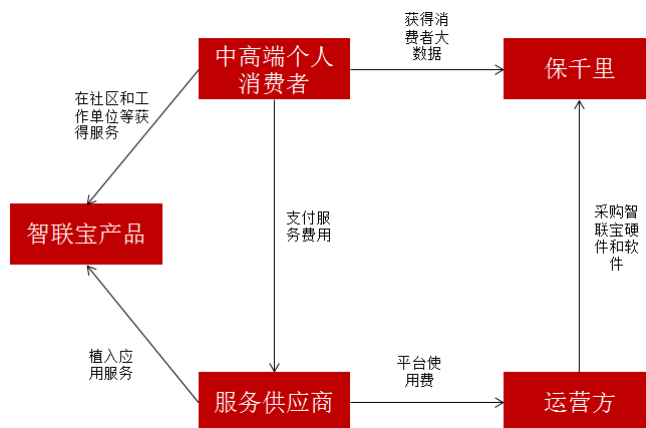 获得消
费者大
数据
中高端个人
消费者
保千里
在社区和工
作单位等获
得服务
智联宝产品
支付服
务费用
采购智
联宝硬
件和软
件
植入应
用服务
服务供应商
平台使
用费
运营方